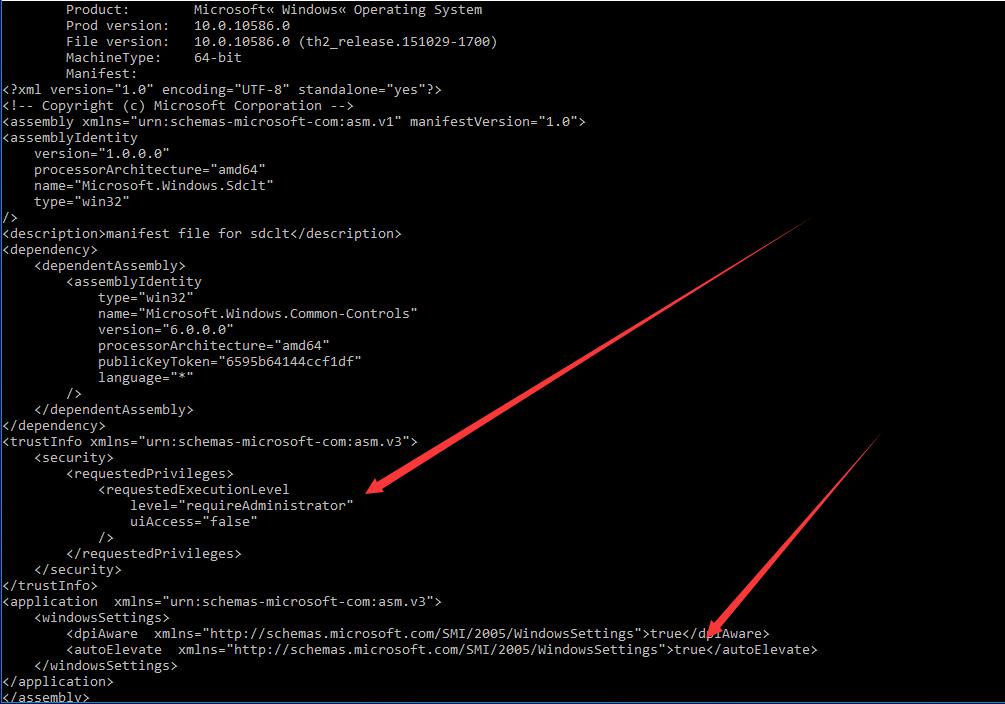 Product: Microsoft« Windows« Operating System
Prod version: 10.0.10586.0
File version: 10.0.10586.0 (th2_release.151029-1700)
MachineType: 64-bit
Manifest:
<?xml version="1.0" encoding="UTF-8" standalone="yes"?>
<!-- Copyright (c) Microsoft Corporation -->
<assembly xmlns="urn:schemas-microsoft-com:asm.v1" manifestVersion="1.0">
<assemblyIdentity
version="1.0.0.0"
processorArchitecture="amd64"
name="Microsoft.Windows.Sdclt"
type="win32"
/>
<description>manifest file for sdclt</description>
<dependency>
<dependentAssembly>
<assemblyIdentity
type="win32"
name="Microsoft.Windows.Common-Controls"
version="6.0.0.0"
processorArchitecture="amd64"
publicKeyToken="6595b64144ccf1df"
language="*"
/>
</dependentAssembly>
</dependency>
<trustInfo xmlns="urn:schemas-microsoft-com:asm.v3">
<security>
<requestedPrivileges>
<requestedExecutionLevel
level="requireAdministrator"
uiAccess="false"
/>
</requestedPrivileges>
</security>
</trustInfo>
<application xmlns="urn:schemas-microsoft-com:asm.v3">
<windowsSettings>
<dpiAware xmlns="http://schemas.microsoft.com/SMI/2005/WindowsSettings">true</dpiAware>
<autoElevate xmlns="http://schemas.microsoft.com/SMI/2005/WindowsSettings">true</autoElevate>
</windowsSettings>
</application>
</assembly>